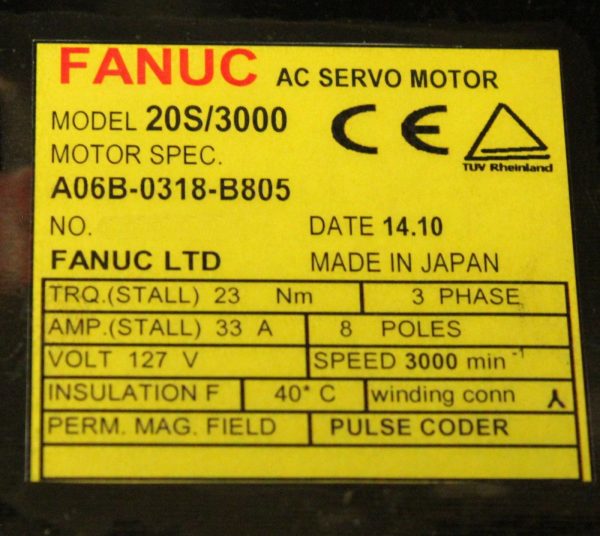 FANUC AC SERVO MOTOR
MODEL 20S/3000
MOTOR SPEC.
A06B-0318-B805
CE
TUV Rheinland
NO. DATE 14.10
FANUC LTD MADE IN JAPAN
TRQ.(STALL) 23 Nm 3 PHASE
AMP.(STALL) 33 A 8 POLES
VOLT 127 V SPEED 3000 min⁻¹
INSULATION F 40° C winding conn
PERM. MAG. FIELD PULSE CODER